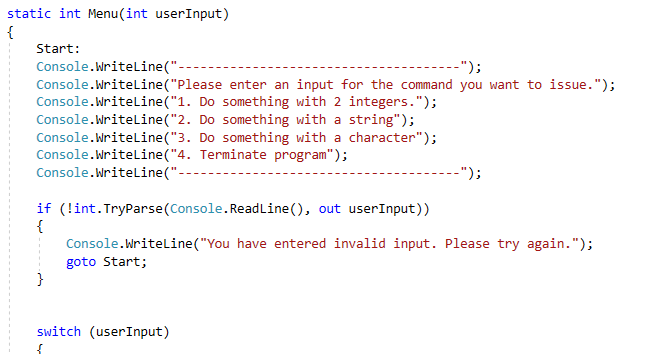 static int Menu(int userInput)
{
Start:
Console.WriteLine("--------------------------------------");
Console.WriteLine("Please enter an input for the command you want to issue.");
Console.WriteLine("1. Do something with 2 integers.");
Console.WriteLine("2. Do something with a string");
Console.WriteLine("3. Do something with a character");
Console.WriteLine("4. Terminate program");
Console.WriteLine("--------------------------------------");
if (!int.TryParse(Console.ReadLine(), out userInput))
{
Console.WriteLine("You have entered invalid input. Please try again.");
goto Start;
}
switch (userInput)
{